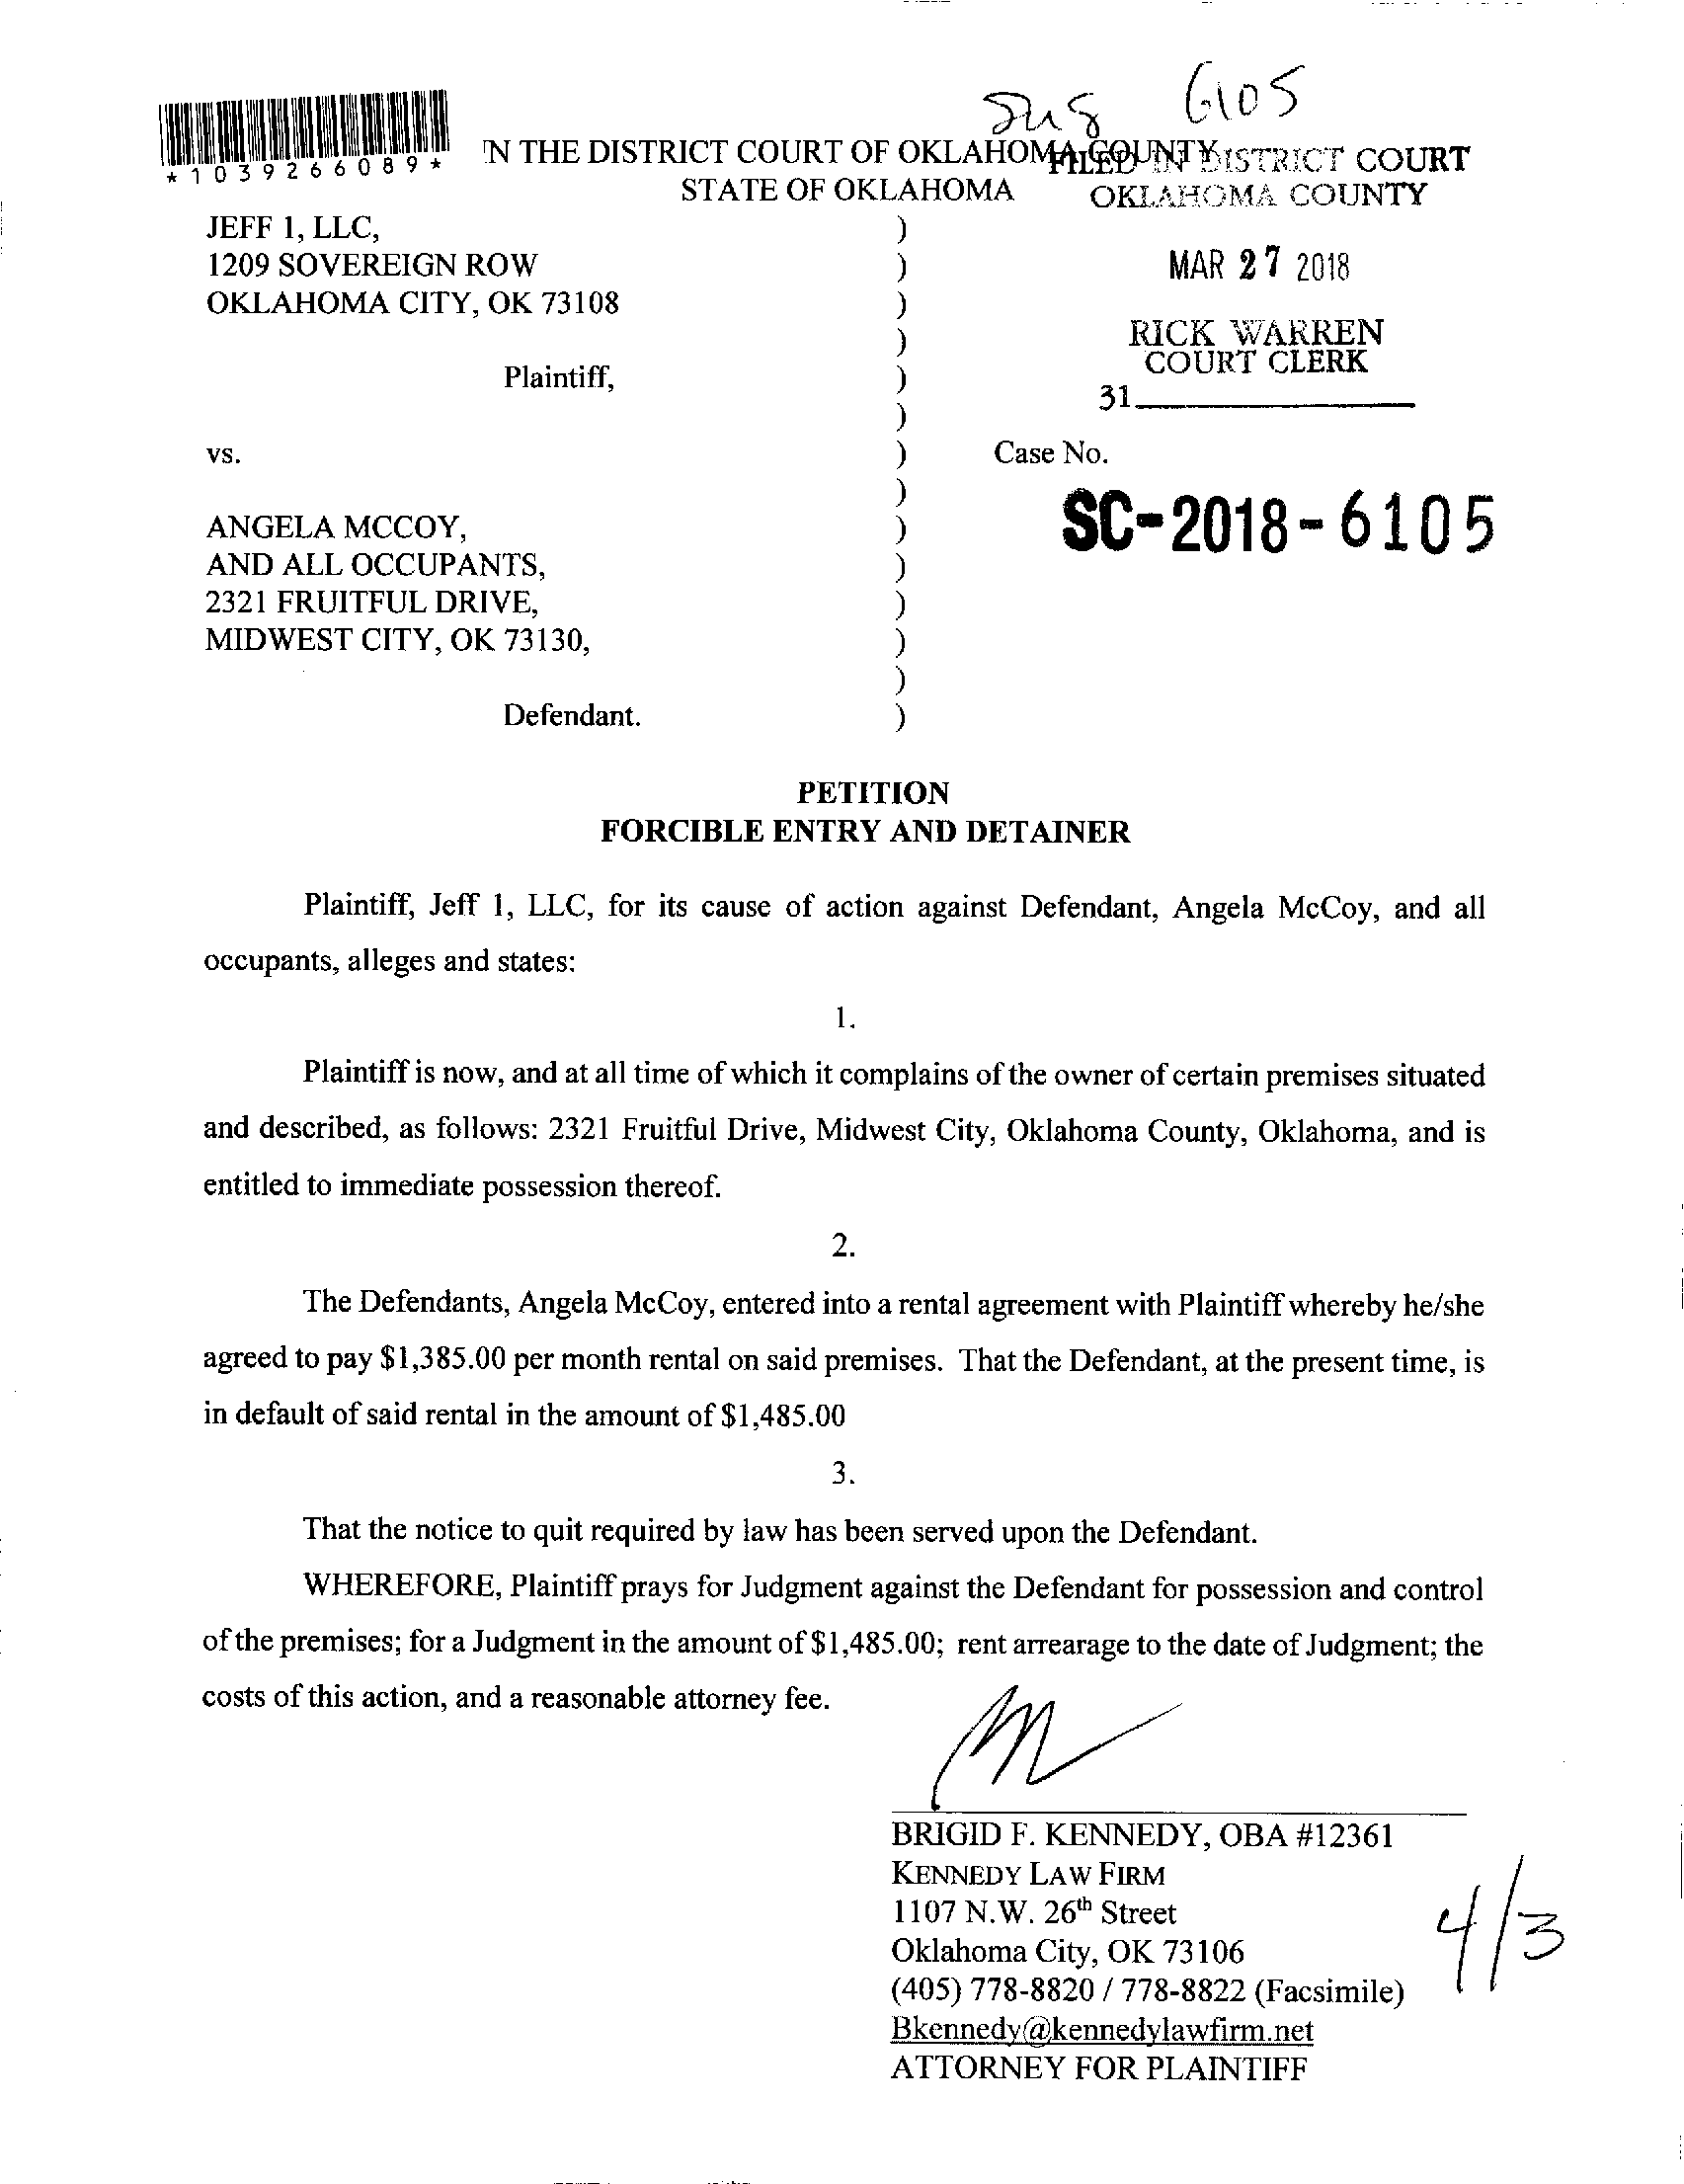 6105
*1039266089*
IN THE DISTRICT COURT OF OKLAHOMA COUNTY
STATE OF OKLAHOMA
FILED IN DISTRICT COURT
OKLAHOMA COUNTY
MAR 27 2018
RICK WARREN
COURT CLERK
31
JEFF 1, LLC,
1209 SOVEREIGN ROW
OKLAHOMA CITY, OK 73108
Plaintiff,
vs.
Case No.
SC-2018-6105
ANGELA MCCOY,
AND ALL OCCUPANTS,
2321 FRUITFUL DRIVE,
MIDWEST CITY, OK 73130,
Defendant.
PETITION
FORCIBLE ENTRY AND DETAINER
Plaintiff, Jeff 1, LLC, for its cause of action against Defendant, Angela McCoy, and all
occupants, alleges and states:
1.
Plaintiff is now, and at all time of which it complains of the owner of certain premises situated
and described, as follows: 2321 Fruitful Drive, Midwest City, Oklahoma County, Oklahoma, and is
entitled to immediate possession thereof.
2.
The Defendants, Angela McCoy, entered into a rental agreement with Plaintiff whereby he/she
agreed to pay $1,385.00 per month rental on said premises. That the Defendant, at the present time, is
in default of said rental in the amount of $1,485.00
3.
That the notice to quit required by law has been served upon the Defendant.
WHEREFORE, Plaintiff prays for Judgment against the Defendant for possession and control
of the premises; for a Judgment in the amount of $1,485.00; rent arrearage to the date of Judgment; the
costs of this action, and a reasonable attorney fee.
BRIGID F. KENNEDY, OBA #12361
KENNEDY LAW FIRM
1107 N.W. 26th Street
Oklahoma City, OK 73106
(405) 778-8820 / 778-8822 (Facsimile)
Bkennedy@kennedylawfirm.net
ATTORNEY FOR PLAINTIFF
4/3